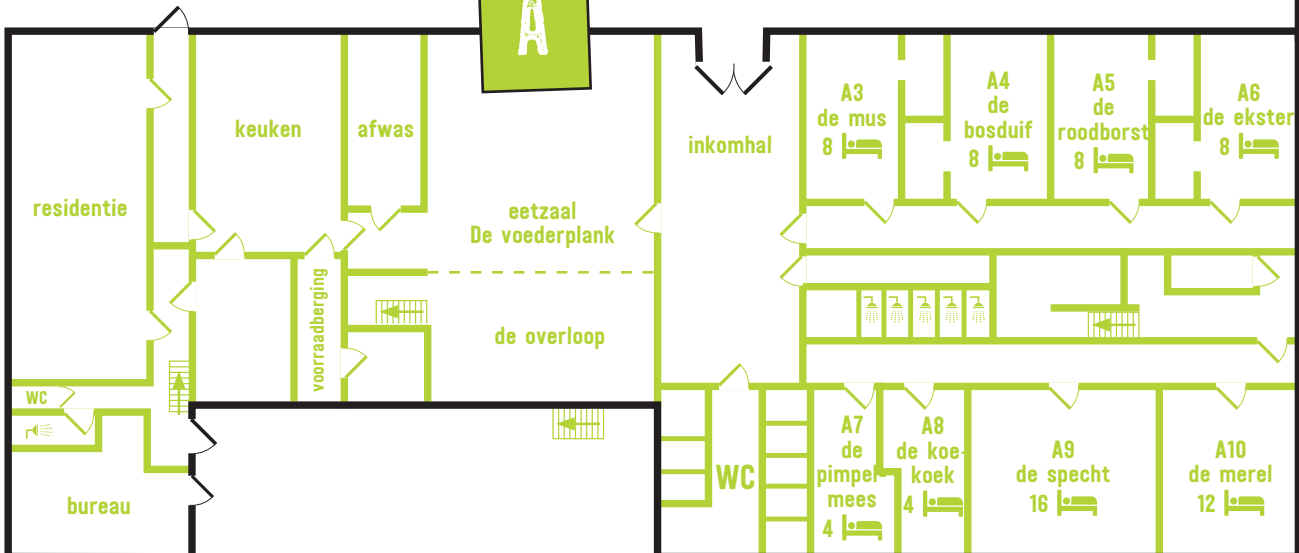 A
keuken
afwas
inkomhal
A3
de mus
8
A4
de
bosduif
8
A5
de
roodborst
8
A6
de ekster
8
residentie
eetzaal
De voederplank
voorraadberging
de overloop
WC
bureau
WC
A7
de
pimpel-
mees
4
A8
de koe-
koek
4
A9
de specht
16
A10
de merel
12